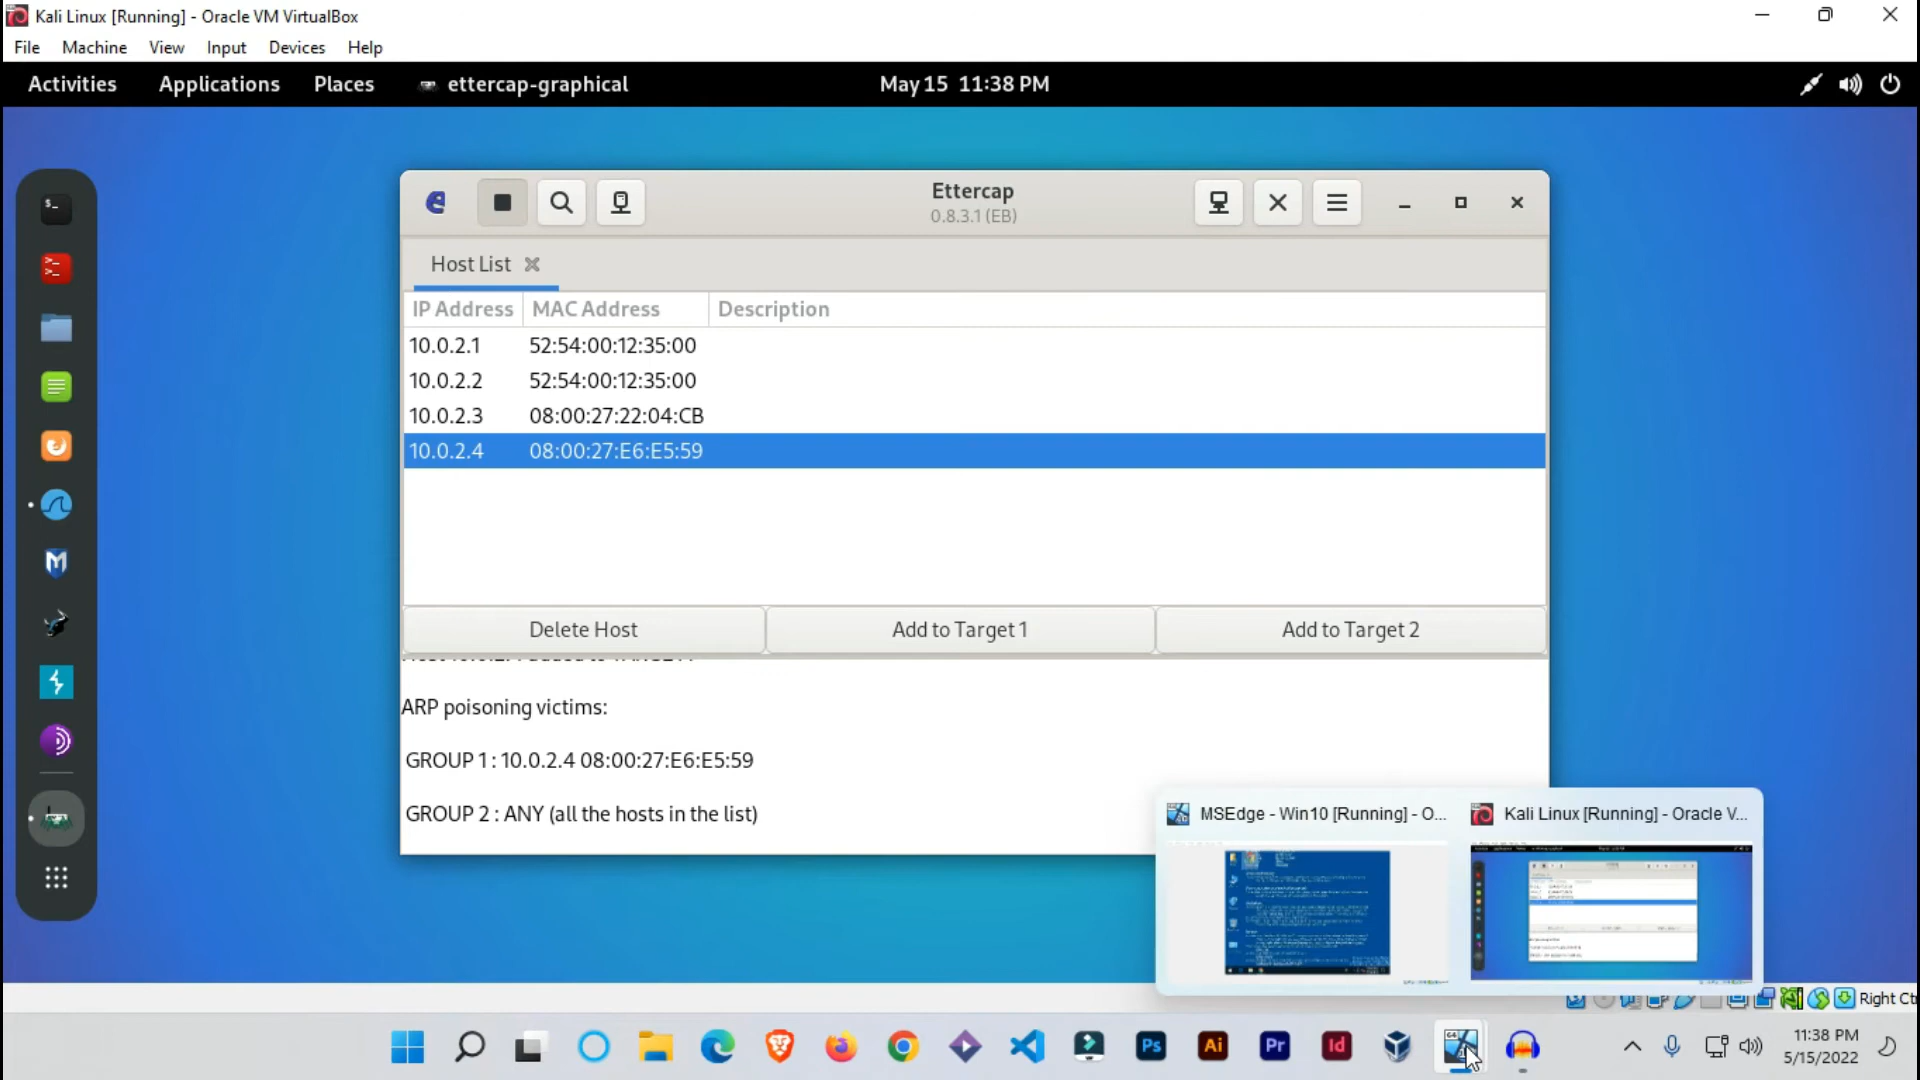 Kali Linux [Running] - Oracle VM VirtualBox
File Machine View Input Devices Help
Activities Applications Places ettercap-graphical May 15 11:38 PM
Ettercap
0.8.3.1 (EB)
Host List
IP Address MAC Address Description
10.0.2.1 52:54:00:12:35:00
10.0.2.2 52:54:00:12:35:00
10.0.2.3 08:00:27:22:04:CB
10.0.2.4 08:00:27:E6:E5:59
Delete Host Add to Target 1 Add to Target 2
ARP poisoning victims:
GROUP 1 : 10.0.2.4 08:00:27:E6:E5:59
GROUP 2 : ANY (all the hosts in the list)
MSEdge - Win10 [Running] - O... Kali Linux [Running] - Oracle V...
Right Ct
Ps Ai Pr Id 64
11:38 PM
5/15/2022